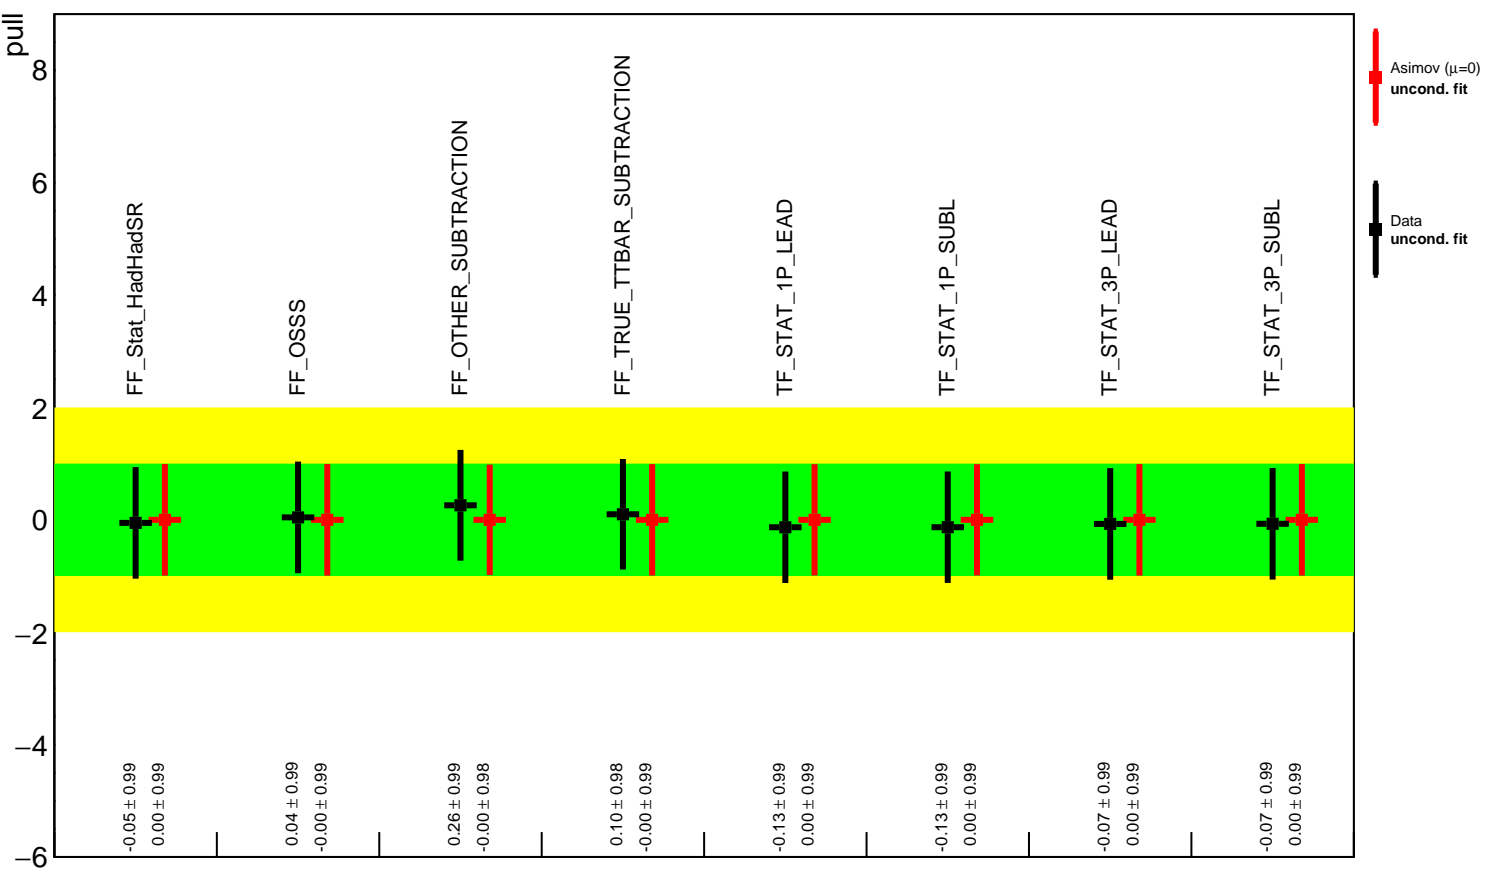 pull
8
6
4
2
0
−2
−4
−6
FF_Stat_HadHadSR
FF_OSSS
FF_OTHER_SUBTRACTION
FF_TRUE_TTBAR_SUBTRACTION
TF_STAT_1P_LEAD
TF_STAT_1P_SUBL
TF_STAT_3P_LEAD
TF_STAT_3P_SUBL
-0.05 ± 0.99
0.00 ± 0.99
0.04 ± 0.99
-0.00 ± 0.99
0.26 ± 0.99
-0.00 ± 0.98
0.10 ± 0.98
-0.00 ± 0.99
-0.13 ± 0.99
0.00 ± 0.99
-0.13 ± 0.99
0.00 ± 0.99
-0.07 ± 0.99
0.00 ± 0.99
-0.07 ± 0.99
0.00 ± 0.99
Asimov (μ=0)
uncond. fit
Data
uncond. fit